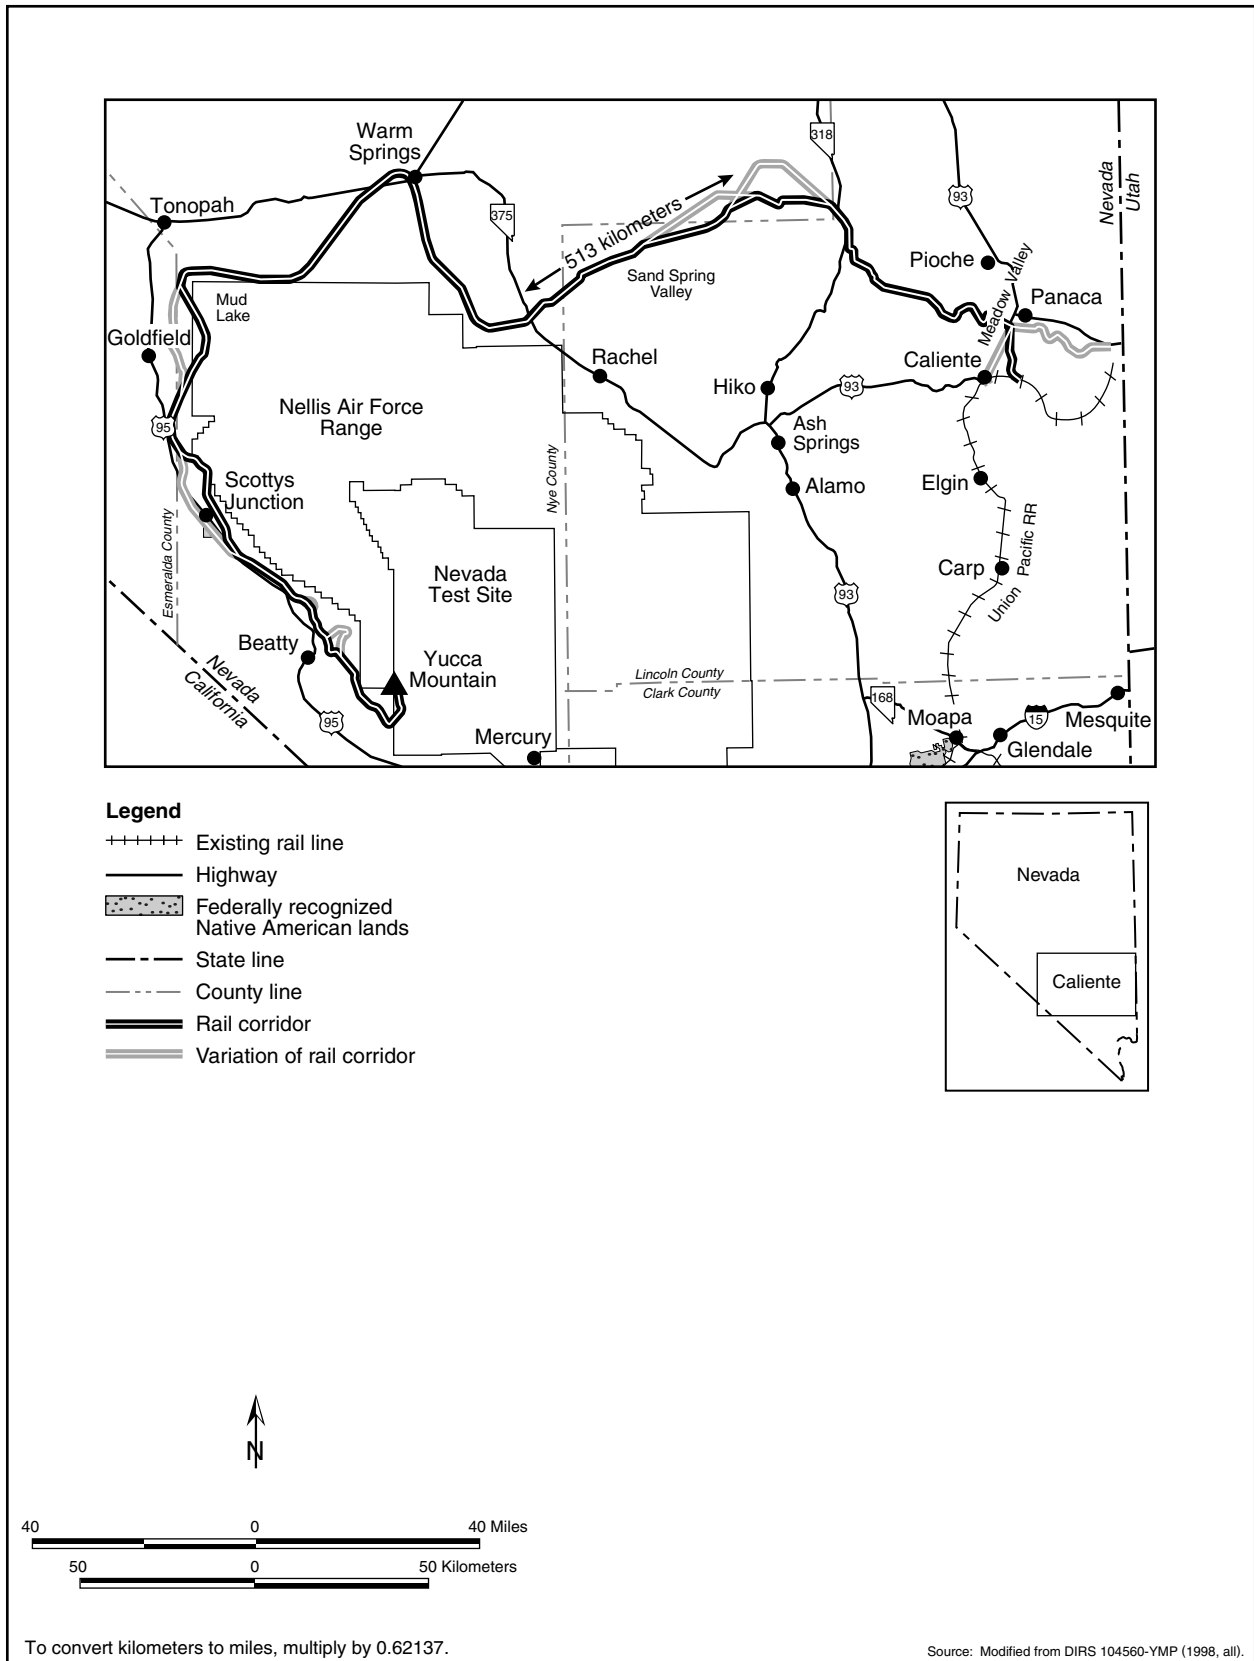 Warm
Springs
318
Tonopah
375
513 kilometers
93
Nevada
Utah
Pioche
Meadow Valley
Panaca
Sand Spring
Valley
Mud
Lake
Goldfield
Rachel
Caliente
Hiko
93
Nellis Air Force
Range
95
Ash
Springs
Scottys
Junction
Nye County
Alamo
Elgin
Esmeralda County
Nevada
Test Site
93
Carp
Union Pacific RR
Beatty
Nevada
California
Yucca
Mountain
Lincoln County
Clark County
168
95
Mercury
Moapa
15
Mesquite
Glendale
Legend
Existing rail line
Highway
Federally recognized
Native American lands
State line
County line
Rail corridor
Variation of rail corridor
Nevada
Caliente
N
40 0 40 Miles
50 0 50 Kilometers
To convert kilometers to miles, multiply by 0.62137.
Source: Modified from DIRS 104560-YMP (1998, all).